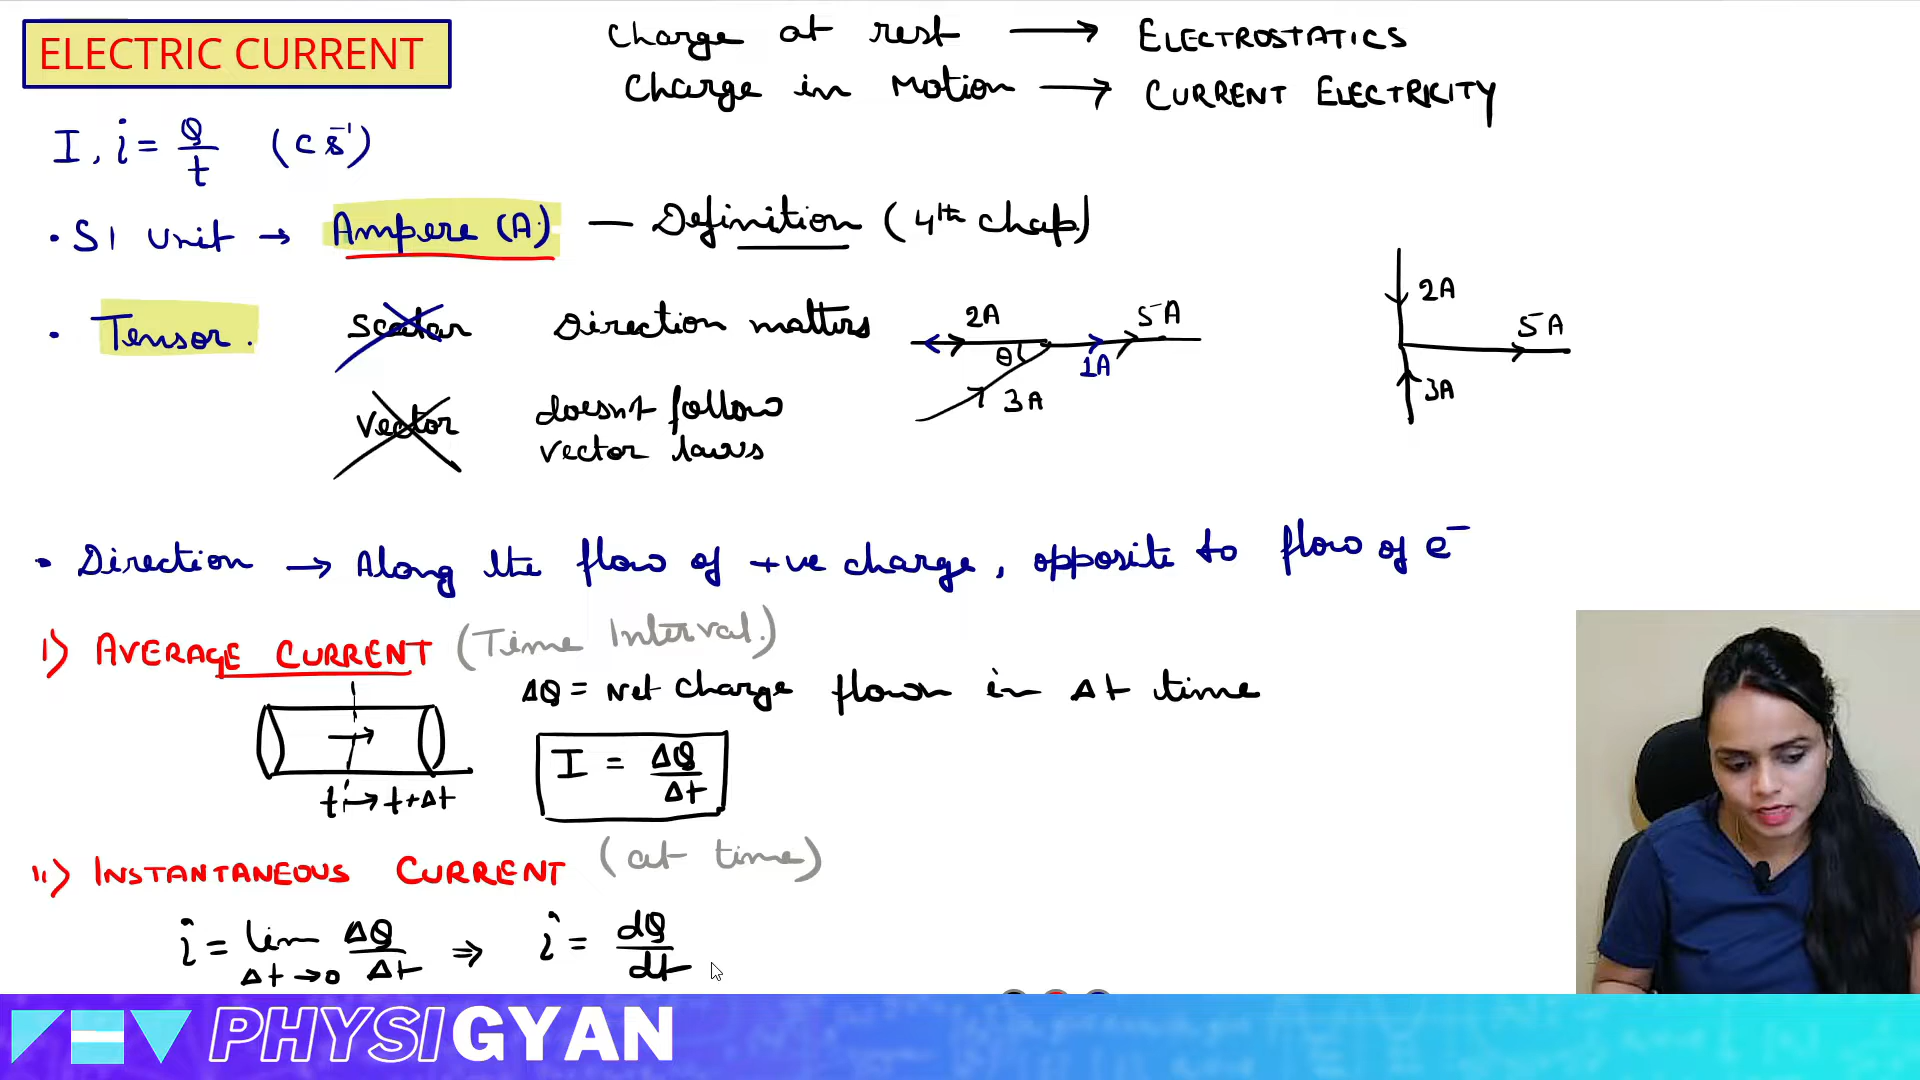 ELECTRIC CURRENT
Charge at rest → ELECTROSTATICS
Charge in Motion → CURRENT ELECTRICITY
I, i = Q/t (C s⁻¹)
• SI Unit → Ampere (A) — Definition (4th chap)
• Tensor. Scalar Direction matters
Vector doesn't follow
vector laws
2A 5A
θ 1A
3A
2A
5A
3A
• Direction → Along the flow of +ve charge, opposite to flow of e⁻
I) AVERAGE CURRENT (Time Interval.)
ΔQ = Net Charge flown in Δt time
I = ΔQ/Δt
t → t+Δt
II) INSTANTANEOUS CURRENT (at time)
i = lim Δt→0 ΔQ/Δt ⇒ i = dQ/dt
PHYSIGYAN